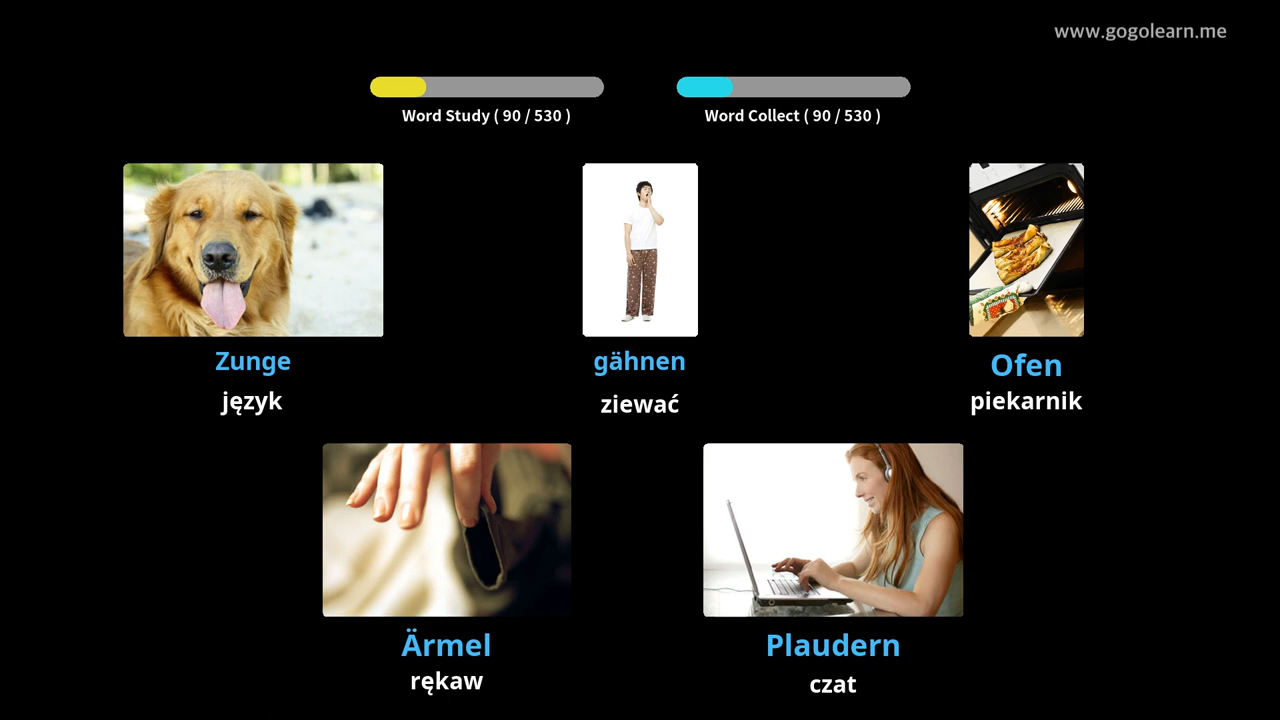 www.gogolearn.me
Word Study ( 90 / 530 )
Word Collect ( 90 / 530 )
Zunge
język
gähnen
ziewać
Ofen
piekarnik
Ärmel
rękaw
Plaudern
czat